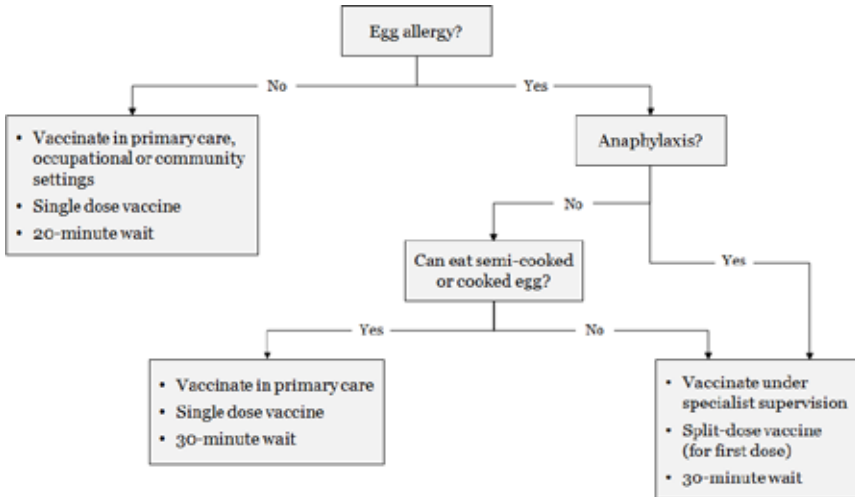 Egg allergy?
No
Yes
• Vaccinate in primary care,
occupational or community
settings
• Single dose vaccine
• 20-minute wait
Anaphylaxis?
No
Yes
Can eat semi-cooked
or cooked egg?
Yes
No
• Vaccinate in primary care
• Single dose vaccine
• 30-minute wait
• Vaccinate under
specialist supervision
• Split-dose vaccine
(for first dose)
• 30-minute wait